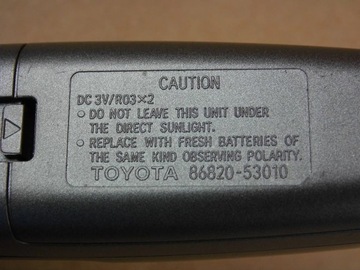 CAUTION
DC 3V/R03×2
• DO NOT LEAVE THIS UNIT UNDER
THE DIRECT SUNLIGHT.
• REPLACE WITH FRESH BATTERIES OF
THE SAME KIND OBSERVING POLARITY.
TOYOTA 86820-53010